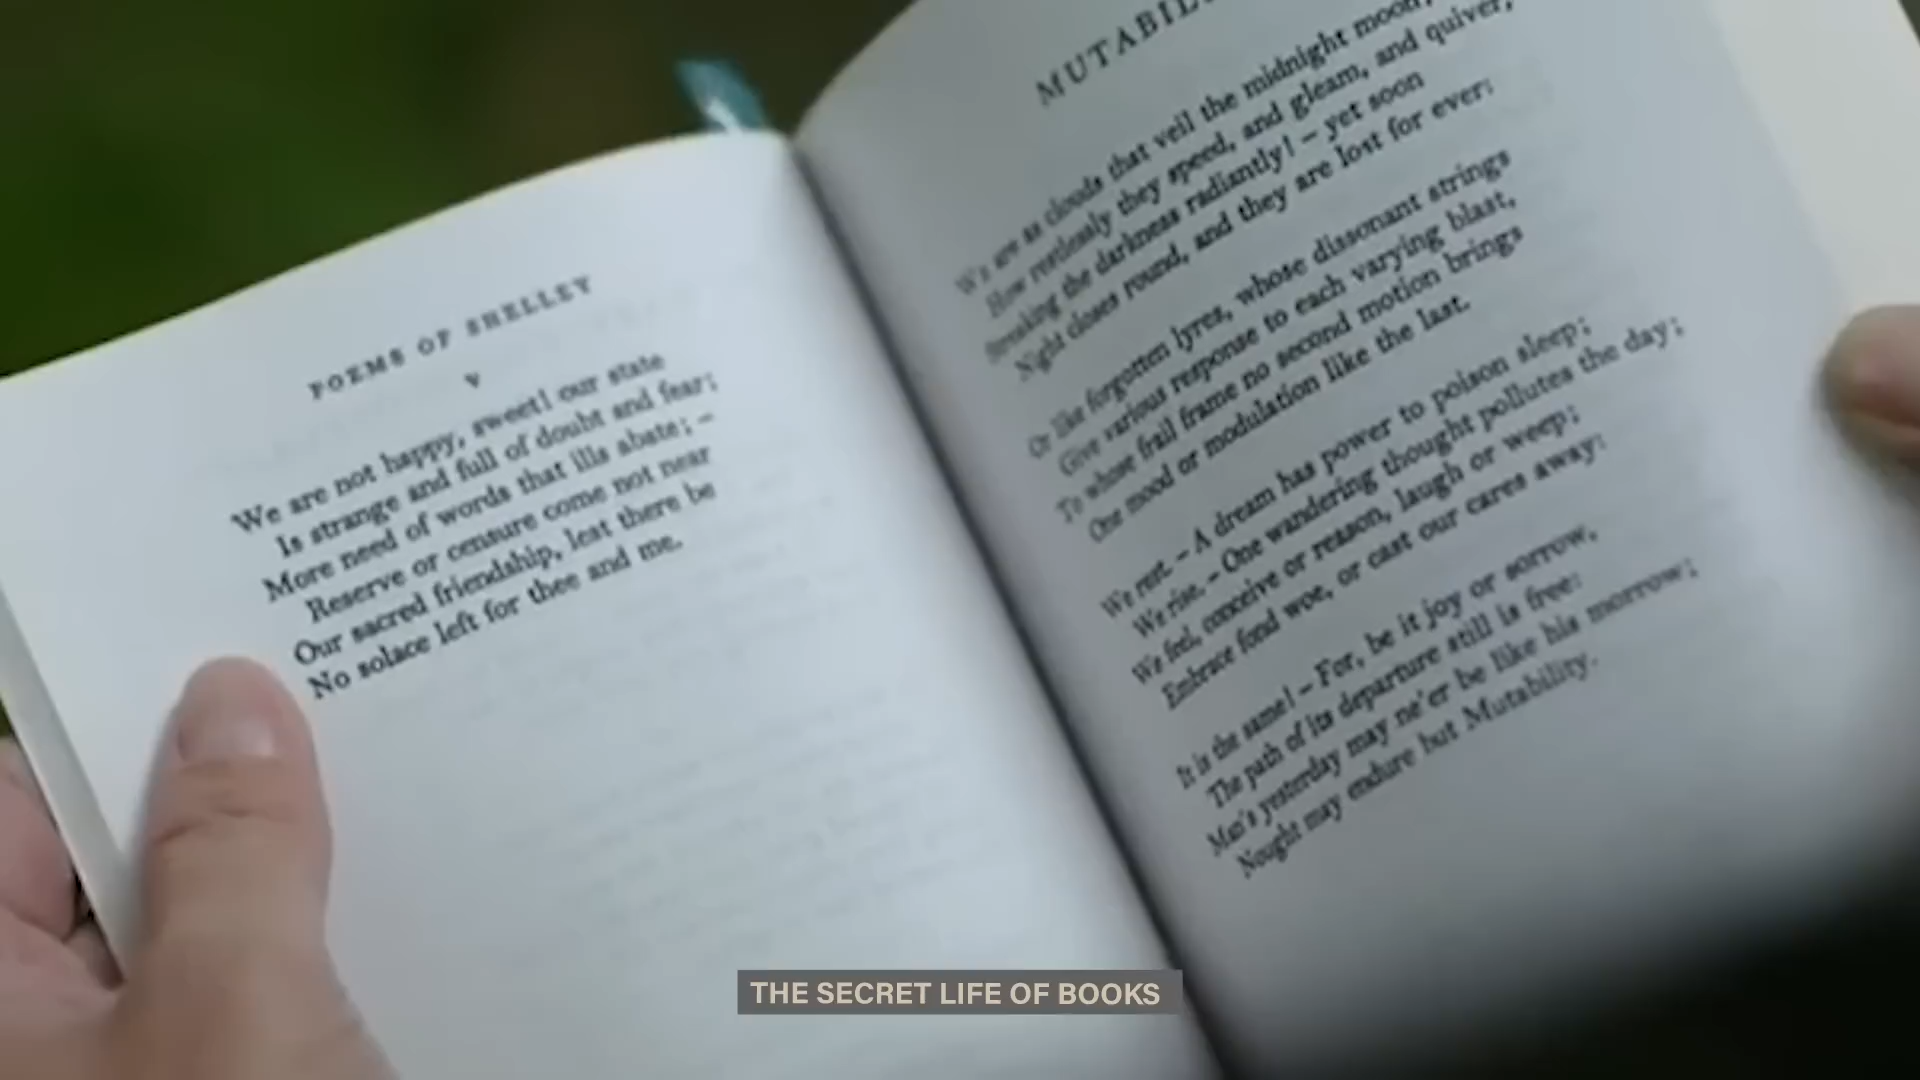 POEMS OF SHELLEY
V
We are not happy, sweet! our state
Is strange and full of doubt and fear;
More need of words that ills abate; –
Reserve or censure come not near
Our sacred friendship, lest there be
No solace left for thee and me.
MUTABIL
We are as clouds that veil the midnight moon;
How restlessly they speed, and gleam, and quiver,
Streaking the darkness radiantly! – yet soon
Night closes round, and they are lost for ever:
Or like forgotten lyres, whose dissonant strings
Give various response to each varying blast,
To whose frail frame no second motion brings
One mood or modulation like the last.
We rest. – A dream has power to poison sleep;
We rise. – One wandering thought pollutes the day;
We feel, conceive or reason, laugh or weep;
Embrace fond woe, or cast our cares away:
It is the same! – For, be it joy or sorrow,
The path of its departure still is free:
Man's yesterday may ne'er be like his morrow;
Nought may endure but Mutability.
THE SECRET LIFE OF BOOKS